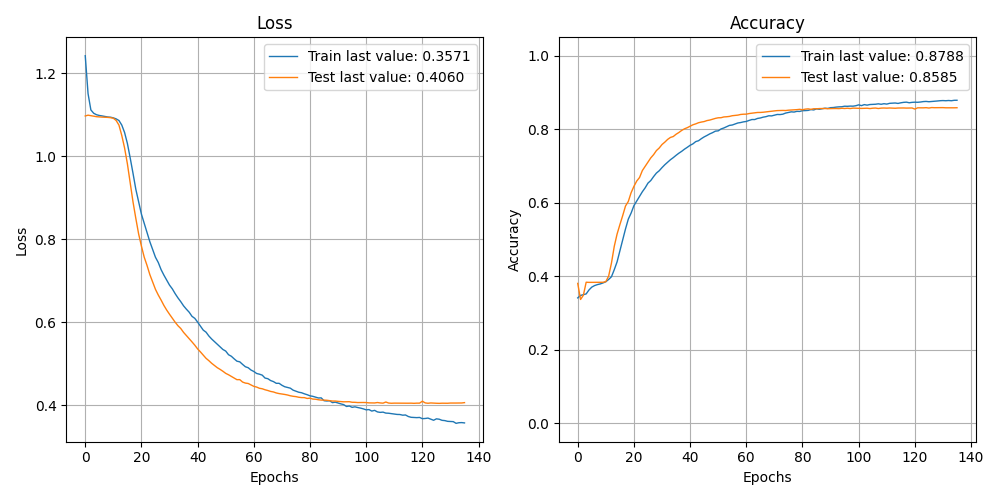 Loss
Train last value: 0.3571
Test last value: 0.4060
1.2
1.0
0.8
0.6
0.4
Loss
0 20 40 60 80 100 120 140
Epochs
Accuracy
Train last value: 0.8788
Test last value: 0.8585
1.0
0.8
0.6
0.4
0.2
0.0
Accuracy
0 20 40 60 80 100 120 140
Epochs